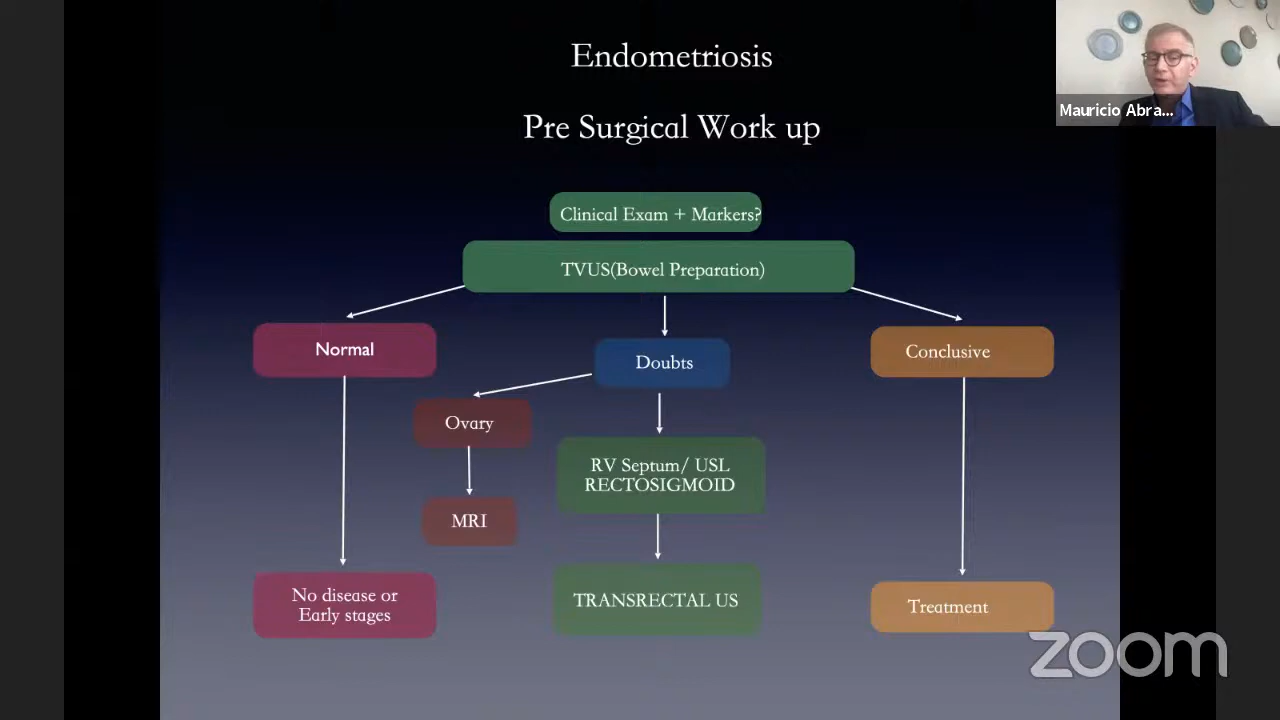 Endometriosis
Pre Surgical Work up
Mauricio Abra...
Clinical Exam + Markers?
TVUS(Bowel Preparation)
Normal
Doubts
Conclusive
Ovary
RV Septum/ USL
RECTOSIGMOID
MRI
No disease or
Early stages
TRANSRECTAL US
Treatment
zoom